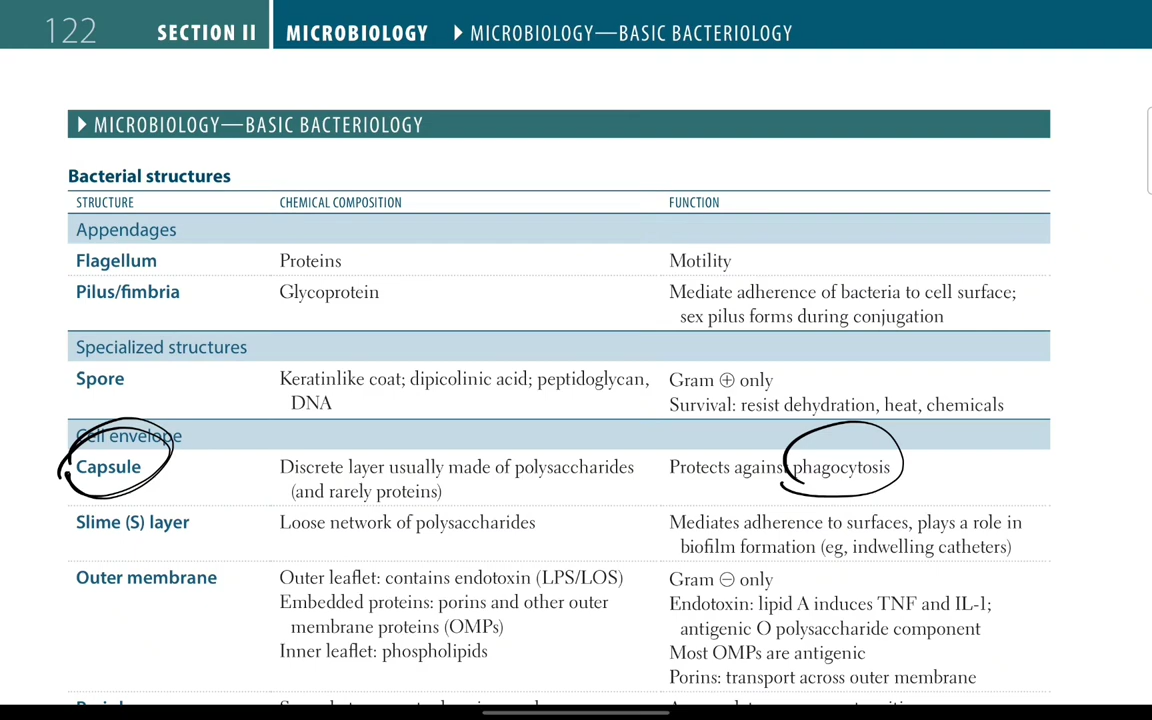 122 SECTION II MICROBIOLOGY ▶ MICROBIOLOGY—BASIC BACTERIOLOGY
▶ MICROBIOLOGY—BASIC BACTERIOLOGY
Bacterial structures
STRUCTURE CHEMICAL COMPOSITION FUNCTION
Appendages
Flagellum Proteins Motility
Pilus/fimbria Glycoprotein Mediate adherence of bacteria to cell surface;
sex pilus forms during conjugation
Specialized structures
Spore Keratinlike coat; dipicolinic acid; peptidoglycan, Gram ⊕ only
DNA Survival: resist dehydration, heat, chemicals
Cell envelope
Capsule Discrete layer usually made of polysaccharides Protects against phagocytosis
(and rarely proteins)
Slime (S) layer Loose network of polysaccharides Mediates adherence to surfaces, plays a role in
biofilm formation (eg, indwelling catheters)
Outer membrane Outer leaflet: contains endotoxin (LPS/LOS) Gram ⊖ only
Embedded proteins: porins and other outer Endotoxin: lipid A induces TNF and IL-1;
membrane proteins (OMPs) antigenic O polysaccharide component
Inner leaflet: phospholipids Most OMPs are antigenic
Porins: transport across outer membrane